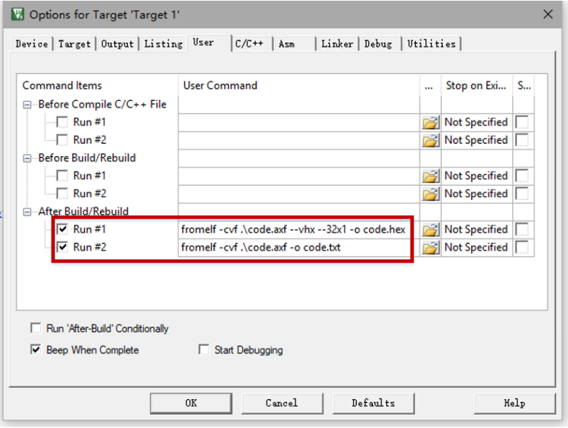 Options for Target 'Target 1'
Device Target Output Listing User C/C++ Asm Linker Debug Utilities
Command Items User Command ... Stop on Exi... S...
Before Compile C/C++ File
Run #1 Not Specified
Run #2 Not Specified
Before Build/Rebuild
Run #1 Not Specified
Run #2 Not Specified
After Build/Rebuild
Run #1 fromelf -cvf .\code.axf --vhx --32x1 -o code.hex Not Specified
Run #2 fromelf -cvf .\code.axf -o code.txt Not Specified
Run 'After-Build' Conditionally
Beep When Complete Start Debugging
OK Cancel Defaults Help